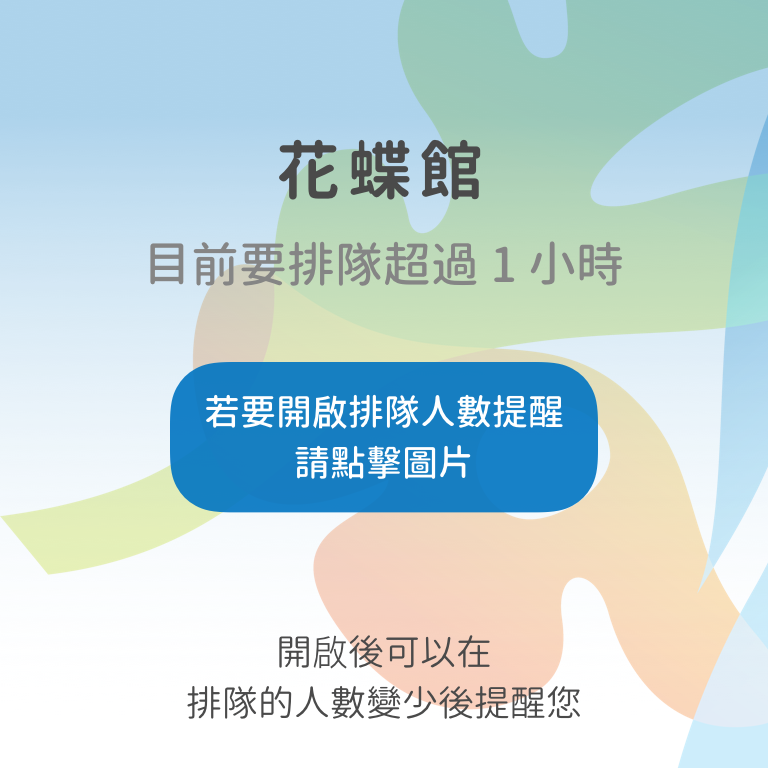 花蝶館
目前要排隊超過 1 小時
若要開啟排隊人數提醒
請點擊圖片
開啟後可以在
排隊的人數變少後提醒您